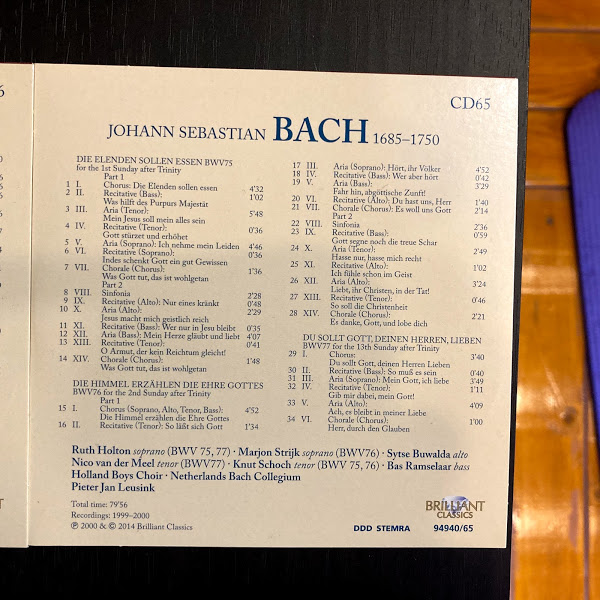 CD65
JOHANN SEBASTIAN BACH 1685–1750
DIE ELENDEN SOLLEN ESSEN BWV75
for the 1st Sunday after Trinity
Part 1
1 I. Chorus: Die Elenden sollen essen 4'32
2 II. Recitative (Bass): 1'02
Was hilft des Purpurs Majestät
3 III. Aria (Tenor): 5'48
Mein Jesus soll mein alles sein
4 IV. Recitative (Tenor): 0'36
Gott stürzet und erhöhet
5 V. Aria (Soprano): Ich nehme mein Leiden 4'46
6 VI. Recitative (Soprano): 0'36
Indes schenkt Gott ein gut Gewissen
7 VII. Chorale (Chorus): 1'36
Was Gott tut, das ist wohlgetan
Part 2
8 VIII. Sinfonia 2'28
9 IX. Recitative (Alto): Nur eines kränkt 0'48
10 X. Aria (Alto): 2'29
Jesus macht mich geistlich reich
11 XI. Recitative (Bass): Wer nur in Jesu bleibt 0'35
12 XII. Aria (Bass): Mein Herze gläubt und liebt 4'07
13 XIII. Recitative (Tenor): 0'41
O Armut, der kein Reichtum gleicht!
14 XIV. Chorale (Chorus): 1'48
Was Gott tut, das ist wohlgetan
DIE HIMMEL ERZÄHLEN DIE EHRE GOTTES
BWV76 for the 2nd Sunday after Trinity
Part 1
15 I. Chorus (Soprano, Alto, Tenor, Bass): 4'52
Die Himmel erzählen die Ehre Gottes
16 II. Recitative (Tenor): So läßt sich Gott 1'34
17 III. Aria (Soprano): Hört, ihr Völker 4'52
18 IV. Recitative (Bass): Wer aber hört 0'42
19 V. Aria (Bass): 3'29
Fahr hin, abgöttische Zunft!
20 VI. Recitative (Alto): Du hast uns, Herr 1'40
21 VII. Chorale (Chorus): Es woll uns Gott 2'14
Part 2
22 VIII. Sinfonia 2'36
23 IX. Recitative (Bass): 0'59
Gott segne noch die treue Schar
24 X. Aria (Tenor): 2'49
Hasse nur, hasse mich recht
25 XI. Recitative (Alto): 1'02
Ich fühle schon im Geist
26 XII. Aria (Alto): 3'24
Liebt, ihr Christen, in der Tat!
27 XIII. Recitative (Tenor): 0'46
So soll die Christenheit
28 XIV. Chorale (Chorus): 2'21
Es danke, Gott, und lobe dich
DU SOLLT GOTT, DEINEN HERREN, LIEBEN
BWV77 for the 13th Sunday after Trinity
29 I. Chorus: 3'40
Du sollt Gott, deinen Herren Lieben
30 II. Recitative (Bass): So muß es sein 0'40
31 III. Aria (Soprano): Mein Gott, ich liebe 3'49
32 IV. Recitative (Tenor): 1'11
Gib mir dabei, mein Gott!
33 V. Aria (Alto): 4'09
Ach, es bleibt in meiner Liebe
34 VI. Chorale (Chorus): 1'00
Herr, durch den Glauben
Ruth Holton soprano (BWV 75, 77) · Marjon Strijk soprano (BWV76) · Sytse Buwalda alto
Nico van der Meel tenor (BWV77) · Knut Schoch tenor (BWV 75, 76) · Bas Ramselaar bass
Holland Boys Choir · Netherlands Bach Collegium
Pieter Jan Leusink
Total time: 79'56
Recordings: 1999–2000
℗ 2000 & © 2014 Brilliant Classics
DDD STEMRA
BRILLIANT
CLASSICS
94940/65